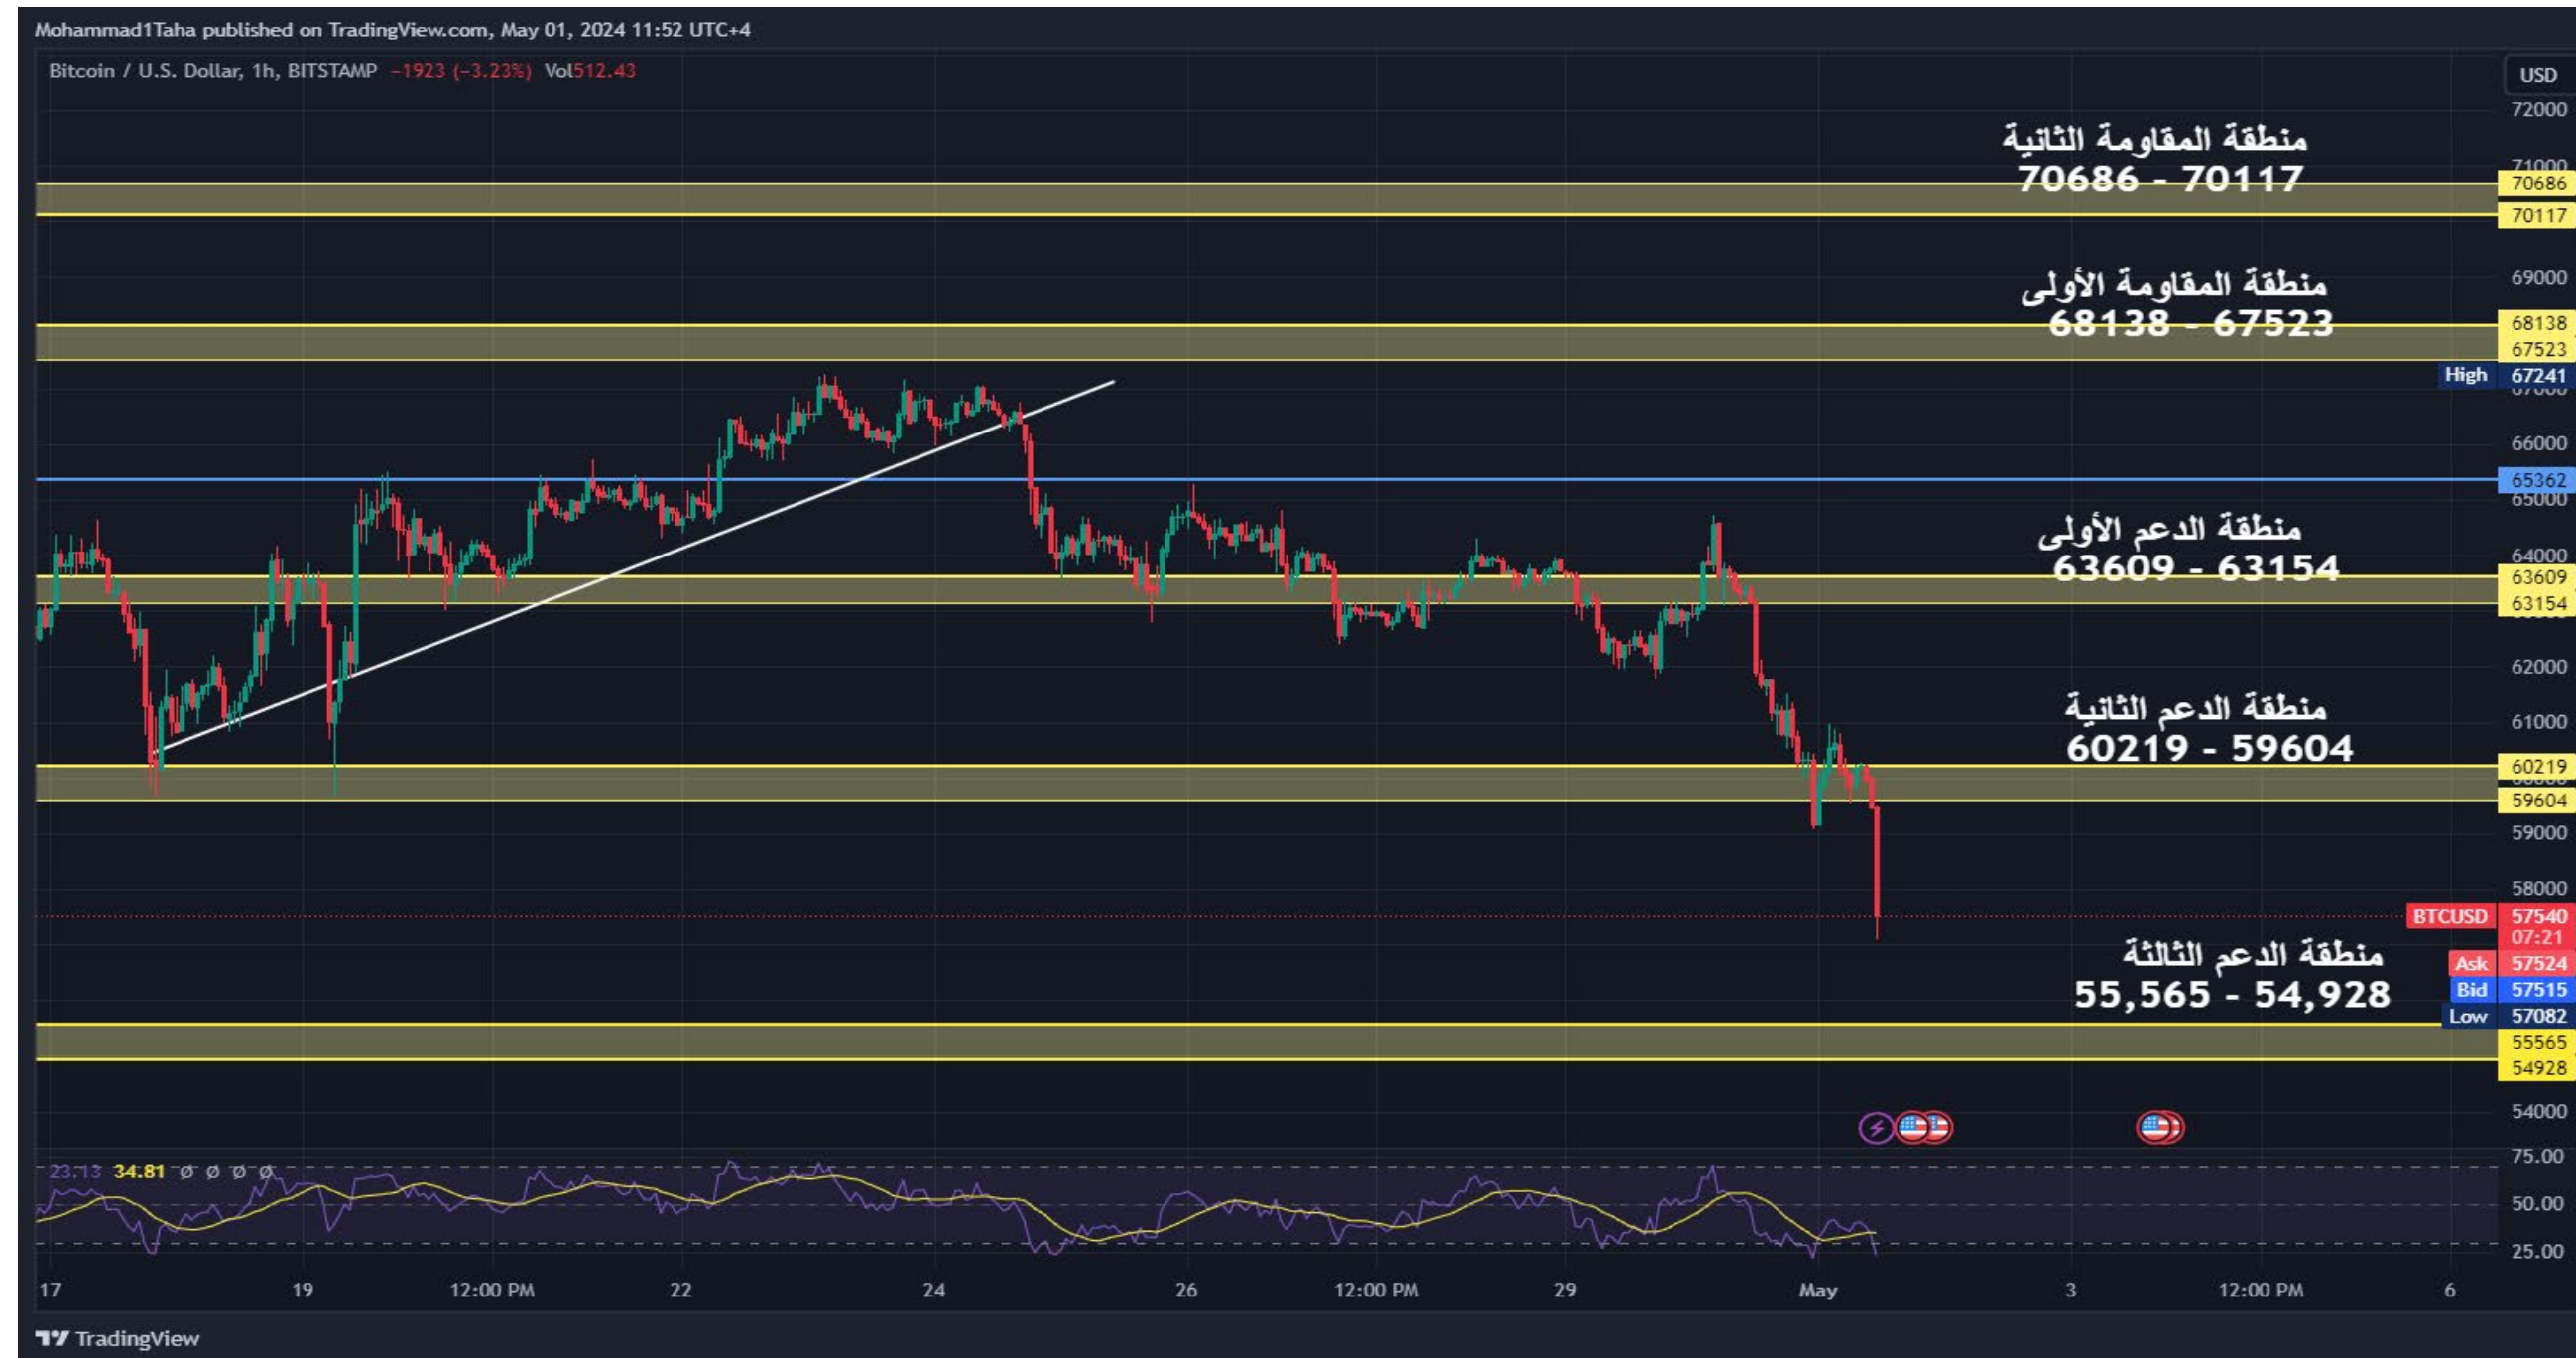 Mohammad1Taha published on TradingView.com, May 01, 2024 11:52 UTC+4
Bitcoin / U.S. Dollar, 1h, BITSTAMP −1923 (−3.23%) Vol512.43
USD
72000
منطقة المقاومة الثانية
71000
70686 - 70117
70686
70117
69000
منطقة المقاومة الأولى
68138 - 67523
68138
67523
High 67241
66000
65362
65000
منطقة الدعم الأولى
64000
63609 - 63154
63609
63154
62000
منطقة الدعم الثانية
61000
60219 - 59604
60219
59604
59000
58000
BTCUSD 57540
07:21
منطقة الدعم الثالثة
Ask 57524
55,565 - 54,928
Bid 57515
Low 57082
55565
54928
54000
75.00
23.13 34.81 ∅ ∅ ∅ ∅
50.00
25.00
17 19 12:00 PM 22 24 26 12:00 PM 29 May 3 12:00 PM 6
TradingView